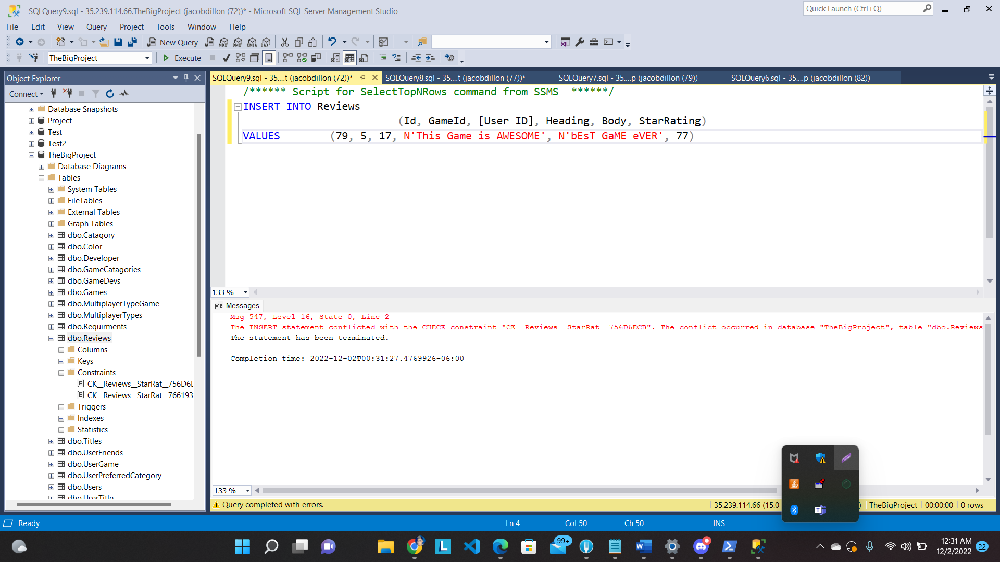 SQLQuery9.sql - 35.239.114.66.TheBigProject (jacobdillon (72))* - Microsoft SQL Server Management Studio
Quick Launch (Ctrl+Q)
File Edit View Query Project Tools Window Help
New Query MDX DMX XMLA DAX
TheBigProject Execute
Object Explorer
SQLQuery9.sql - 35....t (jacobdillon (72))* SQLQuery8.sql - 35....t (jacobdillon (77))* SQLQuery7.sql - 35....p (jacobdillon (79)) SQLQuery6.sql - 35....p (jacobdillon (82))
Connect
Database Snapshots
Project
Test
Test2
TheBigProject
Database Diagrams
Tables
System Tables
FileTables
External Tables
Graph Tables
dbo.Catagory
dbo.Color
dbo.Developer
dbo.GameCatagories
dbo.GameDevs
dbo.Games
dbo.MultiplayerTypeGame
dbo.MultiplayerTypes
dbo.Requirments
dbo.Reviews
Columns
Keys
Constraints
CK__Reviews__StarRat__756D6E
CK__Reviews__StarRat__766193
Triggers
Indexes
Statistics
dbo.Titles
dbo.UserFriends
dbo.UserGame
dbo.UserPreferredCategory
dbo.Users
dbo.UserTitle
/****** Script for SelectTopNRows command from SSMS  ******/
INSERT INTO Reviews
(Id, GameId, [User ID], Heading, Body, StarRating)
VALUES (79, 5, 17, N'This Game is AWESOME', N'bEsT GaME eVER', 77)
133 %
Messages
Msg 547, Level 16, State 0, Line 2
The INSERT statement conflicted with the CHECK constraint "CK__Reviews__StarRat__756D6ECB". The conflict occurred in database "TheBigProject", table "dbo.Reviews
The statement has been terminated.
Completion time: 2022-12-02T00:31:27.4769926-06:00
133 %
Query completed with errors. 35.239.114.66 (15.0 ) TheBigProject 00:00:00 0 rows
Ready Ln 4 Col 50 Ch 50 INS
99+
12:31 AM
12/2/2022 22